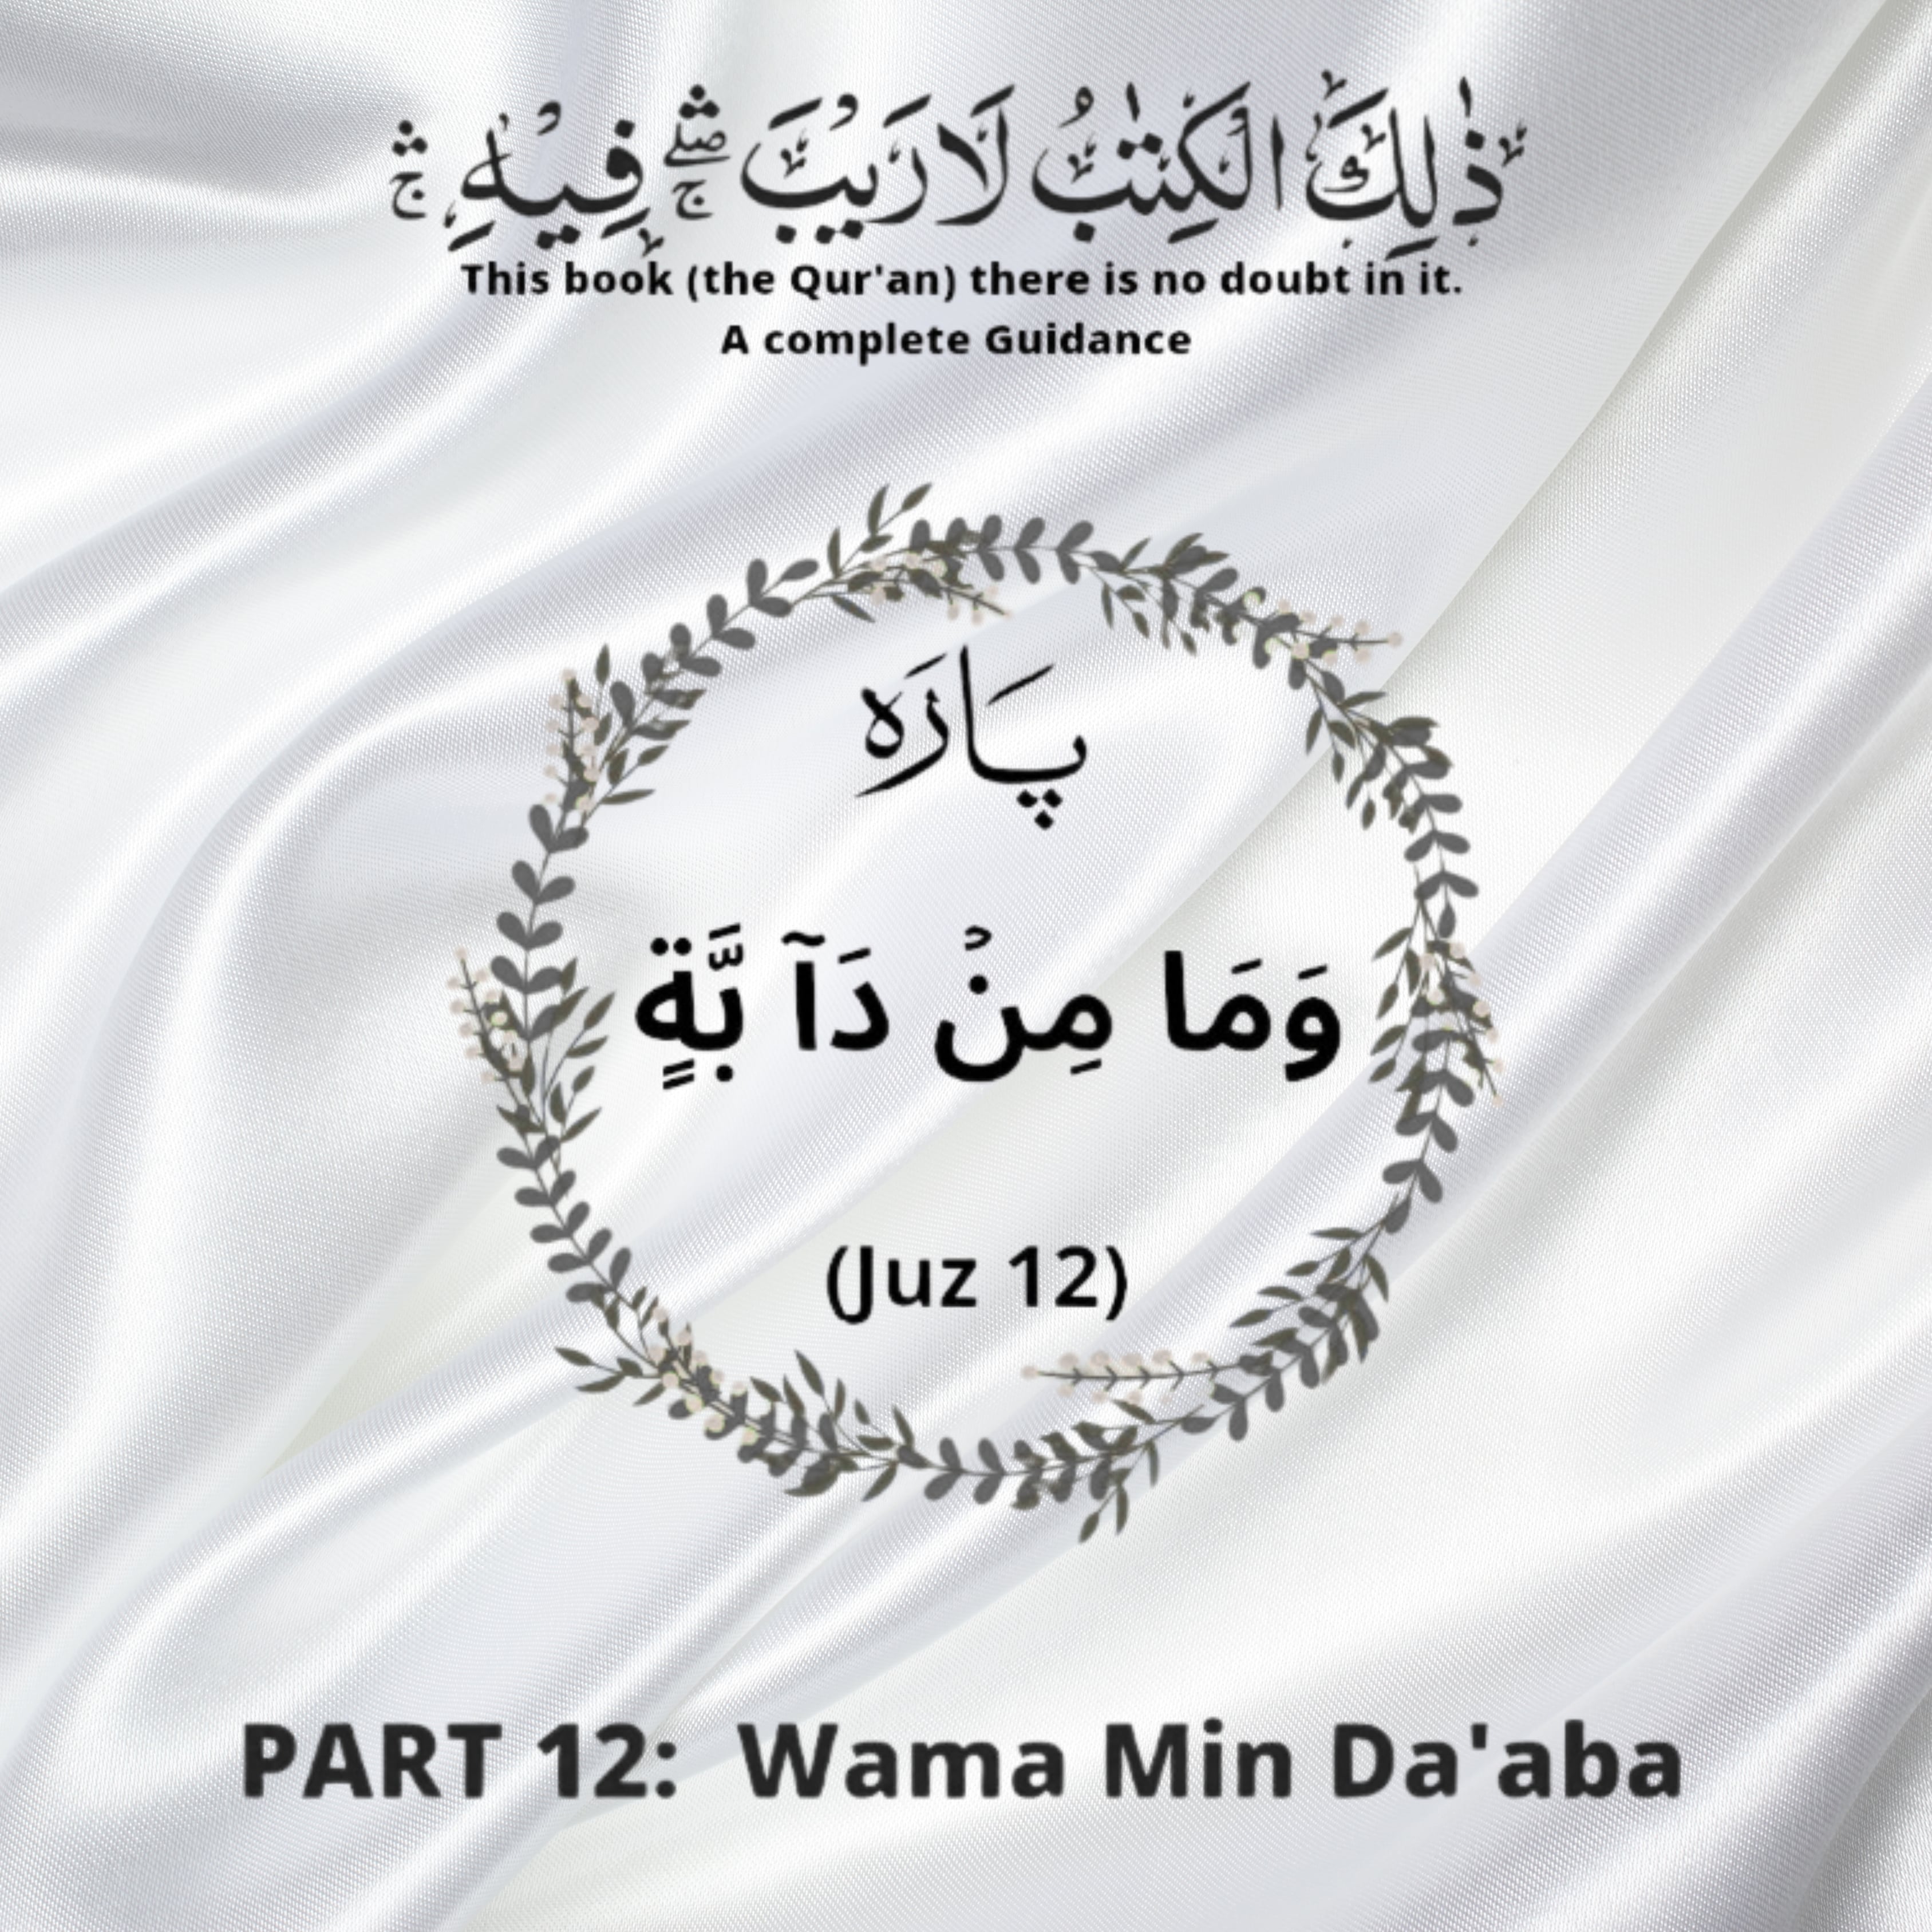 ذٰلِكَ الْكِتٰبُ لَا رَيْبَ ۛۖۚ فِيْهِ ۛۚ
This book (the Qur'an) there is no doubt in it.
A complete Guidance
پَارَہ
وَمَا مِنْ دَآ بَّةٍ
(Juz 12)
PART 12: Wama Min Da'aba